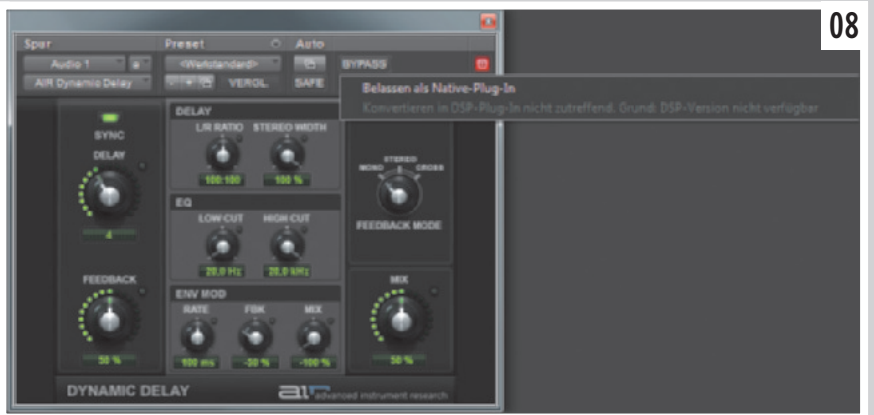 08
Spur Preset Auto
Audio 1 a <Werkstandard> BYPASS
AIR Dynamic Delay - + VERGL. SAFE
Belassen als Native-Plug-In
Konvertieren in DSP-Plug-In nicht zutreffend. Grund: DSP-Version nicht verfügbar
SYNC
DELAY
4
FEEDBACK
50 %
DELAY
L/R RATIO STEREO WIDTH
100:100 100 %
EQ
LOW CUT HIGH CUT
20,0 Hz 20,0 kHz
ENV MOD
RATE FBK MIX
100 ms -50 % -100 %
MONO STEREO CROSS
FEEDBACK MODE
MIX
50 %
DYNAMIC DELAY
AIR advanced instrument research